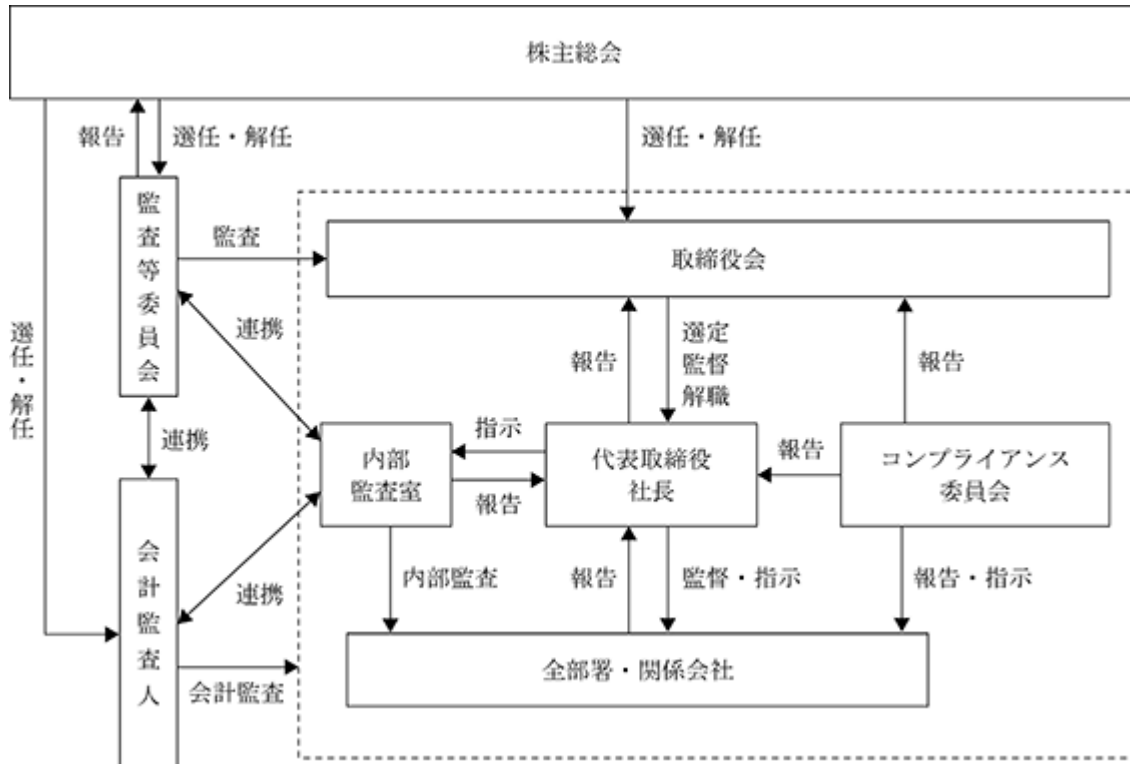 株主総会
報告
選任・解任
選任・解任
監査等委員会
監査
取締役会
選任・解任
連携
報告
選定
監督
解職
報告
連携
指示
報告
内部
監査室
代表取締役
社長
報告
コンプライアンス
委員会
会計監査人
連携
内部監査
報告
監督・指示
報告・指示
会計監査
全部署・関係会社